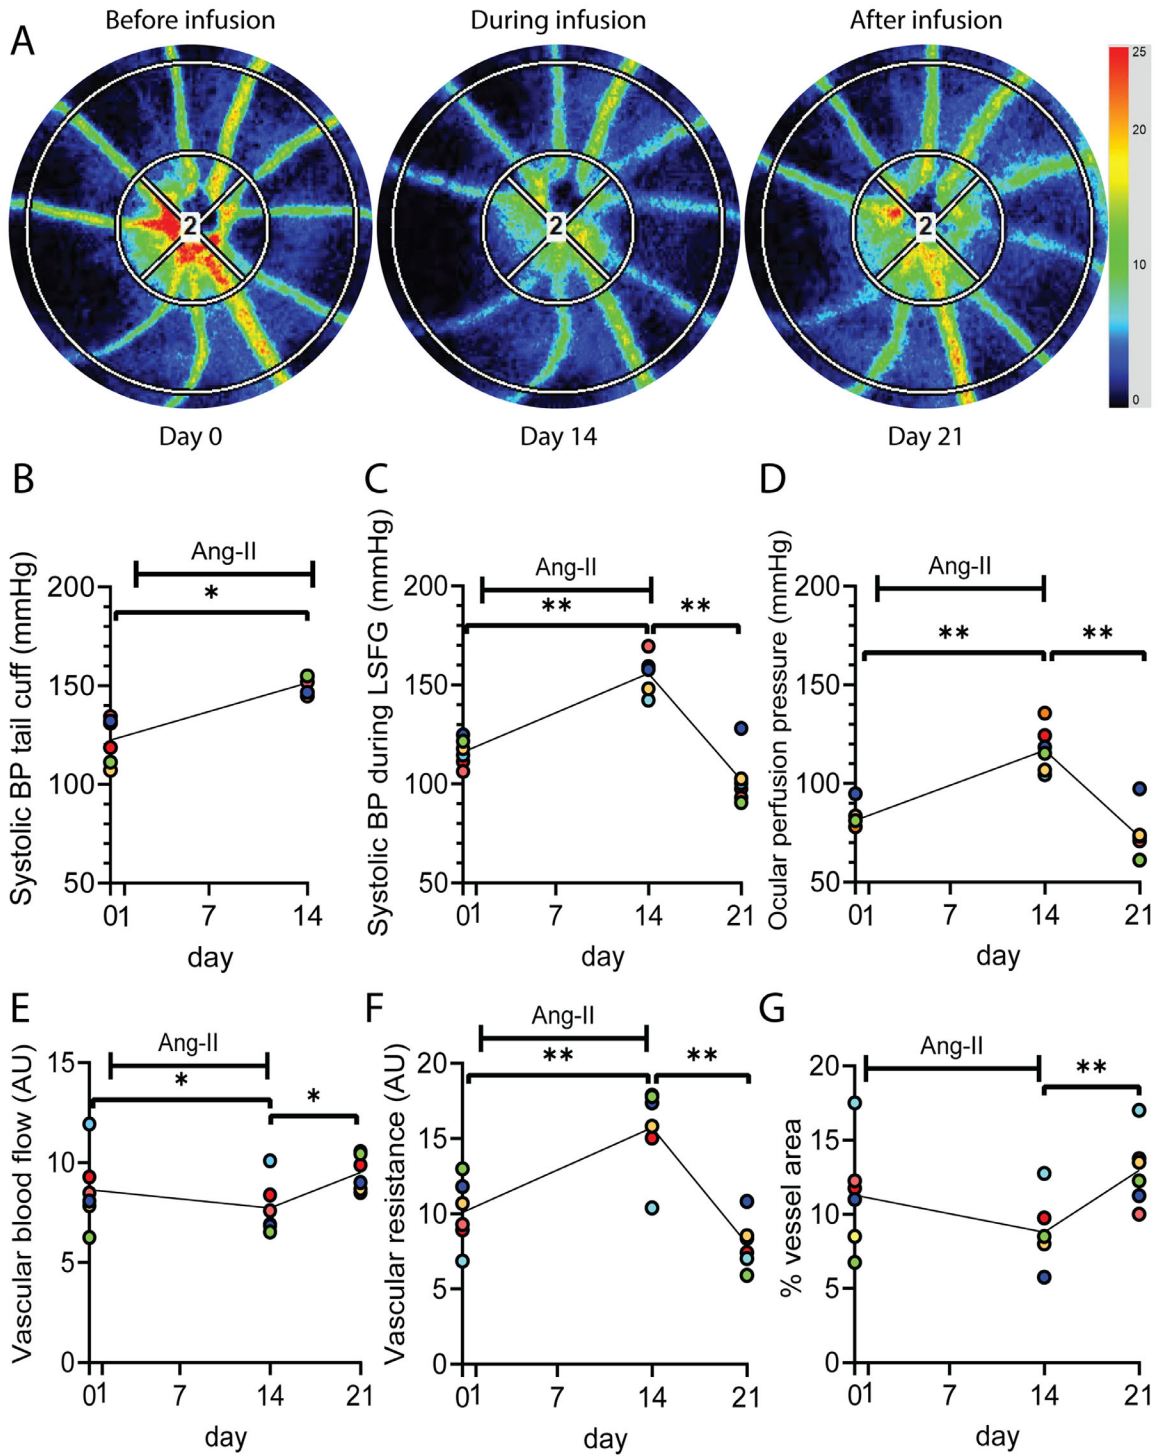 A
Before infusion
During infusion
After infusion
2
2
2
25
20
10
0
Day 0
Day 14
Day 21
B
Systolic BP tail cuff (mmHg)
Ang-II
*
200
150
100
50
01 7 14
day
C
Systolic BP during LSFG (mmHg)
Ang-II
** **
200
150
100
50
01 7 14 21
day
D
Ocular perfusion pressure (mmHg)
Ang-II
** **
200
150
100
50
01 7 14 21
day
E
Vascular blood flow (AU)
Ang-II
* *
15
10
5
0
01 7 14 21
day
F
Vascular resistance (AU)
Ang-II
** **
20
15
10
5
0
01 7 14 21
day
G
% vessel area
Ang-II
**
20
15
10
5
0
01 7 14 21
day